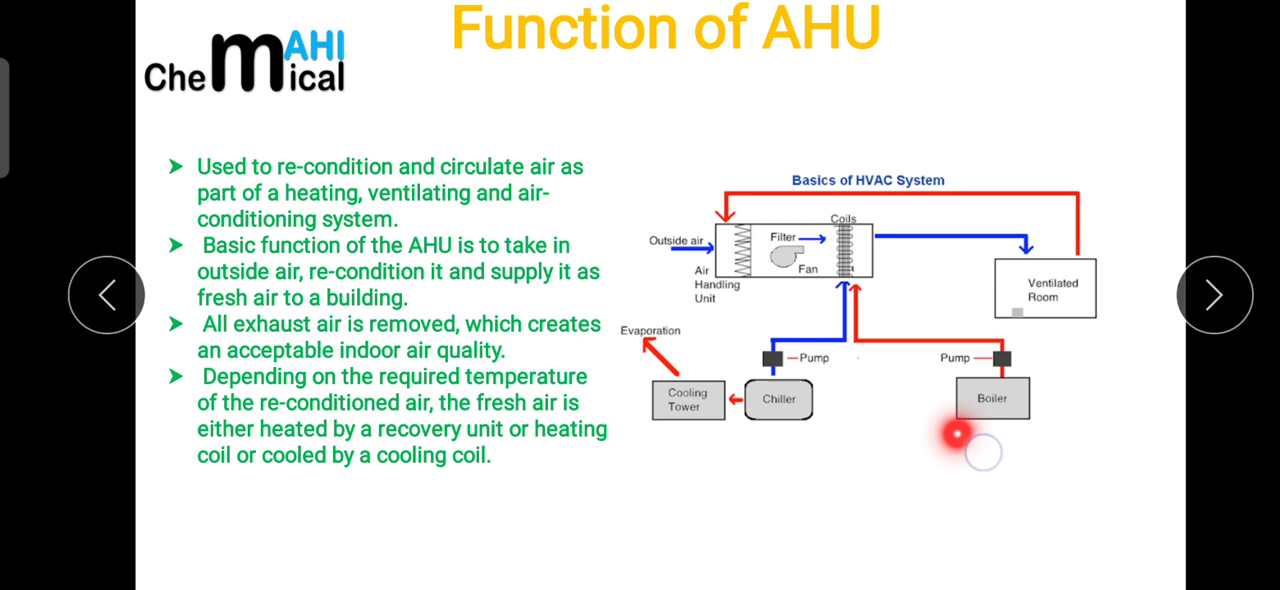 Function of AHU
MAHI
Chemical
➤ Used to re-condition and circulate air as
part of a heating, ventilating and air-
conditioning system.
➤ Basic function of the AHU is to take in
outside air, re-condition it and supply it as
fresh air to a building.
➤ All exhaust air is removed, which creates
an acceptable indoor air quality.
➤ Depending on the required temperature
of the re-conditioned air, the fresh air is
either heated by a recovery unit or heating
coil or cooled by a cooling coil.
Basics of HVAC System
Coils
Outside air
Filter
Fan
Air
Handling
Unit
Ventilated
Room
Evaporation
Pump
Pump
Cooling
Tower
Chiller
Boiler